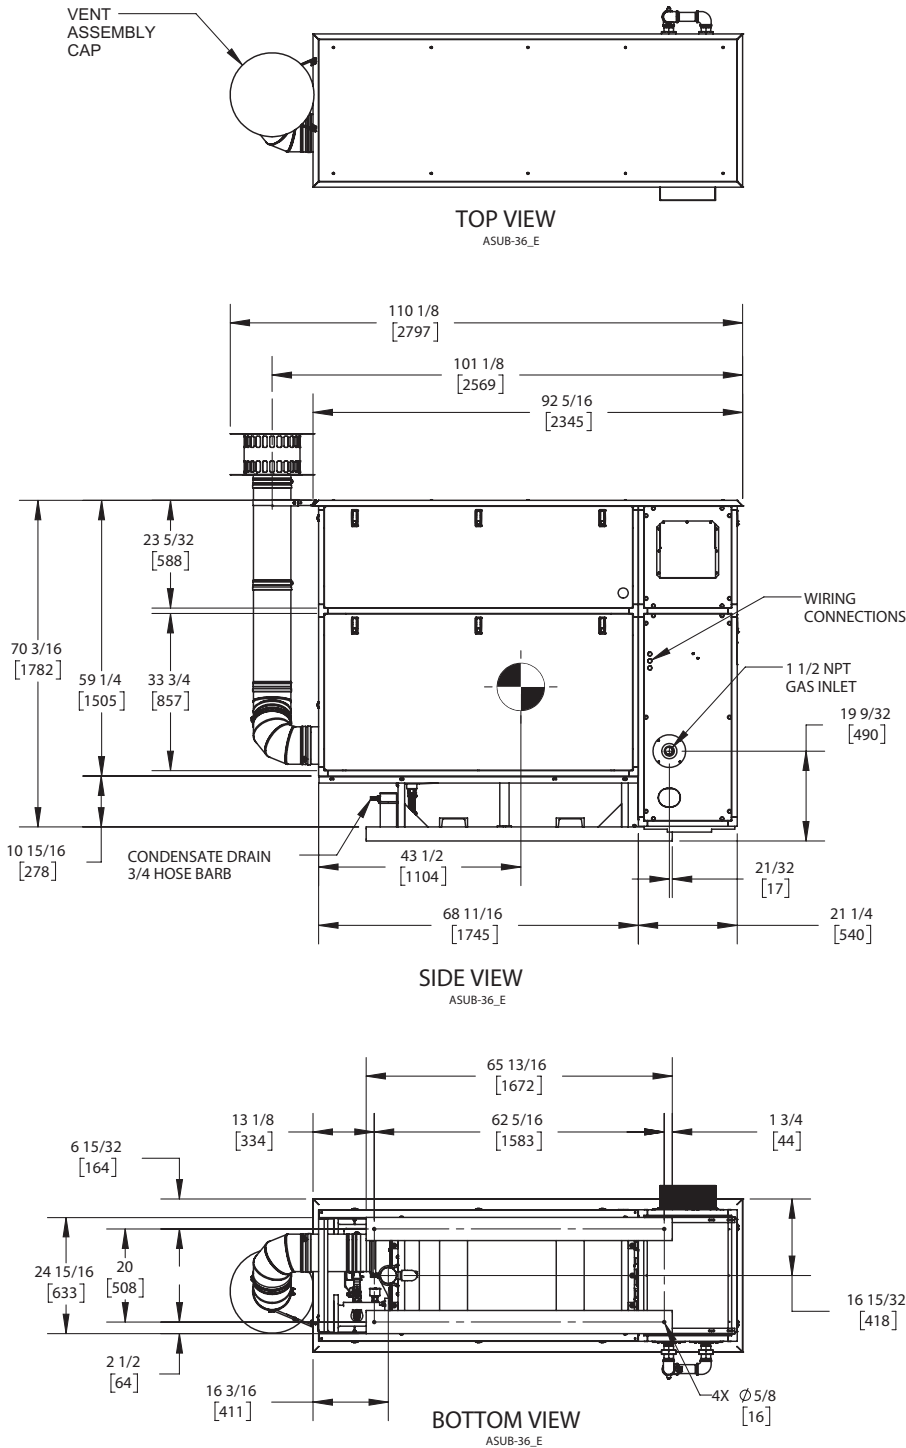 VENT
ASSEMBLY
CAP
TOP VIEW
ASUB-36_E
110 1/8
[2797]
101 1/8
[2569]
92 5/16
[2345]
23 5/32
[588]
WIRING
CONNECTIONS
70 3/16
[1782]
59 1/4
[1505]
33 3/4
[857]
1 1/2 NPT
GAS INLET
19 9/32
[490]
10 15/16
[278]
CONDENSATE DRAIN
3/4 HOSE BARB
43 1/2
[1104]
21/32
[17]
68 11/16
[1745]
21 1/4
[540]
SIDE VIEW
ASUB-36_E
65 13/16
[1672]
13 1/8
[334]
62 5/16
[1583]
1 3/4
[44]
6 15/32
[164]
24 15/16
[633]
20
[508]
16 15/32
[418]
2 1/2
[64]
16 3/16
[411]
4X Ø 5/8
[16]
BOTTOM VIEW
ASUB-36_E